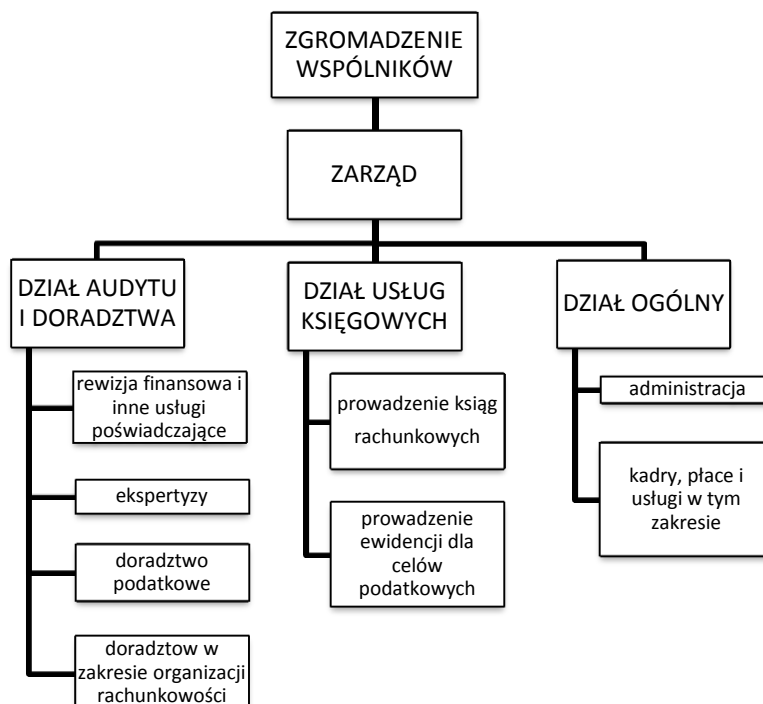 ZGROMADZENIE
WSPÓLNIKÓW
ZARZĄD
DZIAŁ AUDYTU
I DORADZTWA
rewizja finansowa i
inne usługi
poświadczające
ekspertyzy
doradztwo
podatkowe
doradztow w
zakresie organizacji
rachunkowości
DZIAŁ USŁUG
KSIĘGOWYCH
prowadzenie ksiąg
rachunkowych
prowadzenie
ewidencji dla
celów
podatkowych
DZIAŁ OGÓLNY
administracja
kadry, płace i
usługi w tym
zakresie